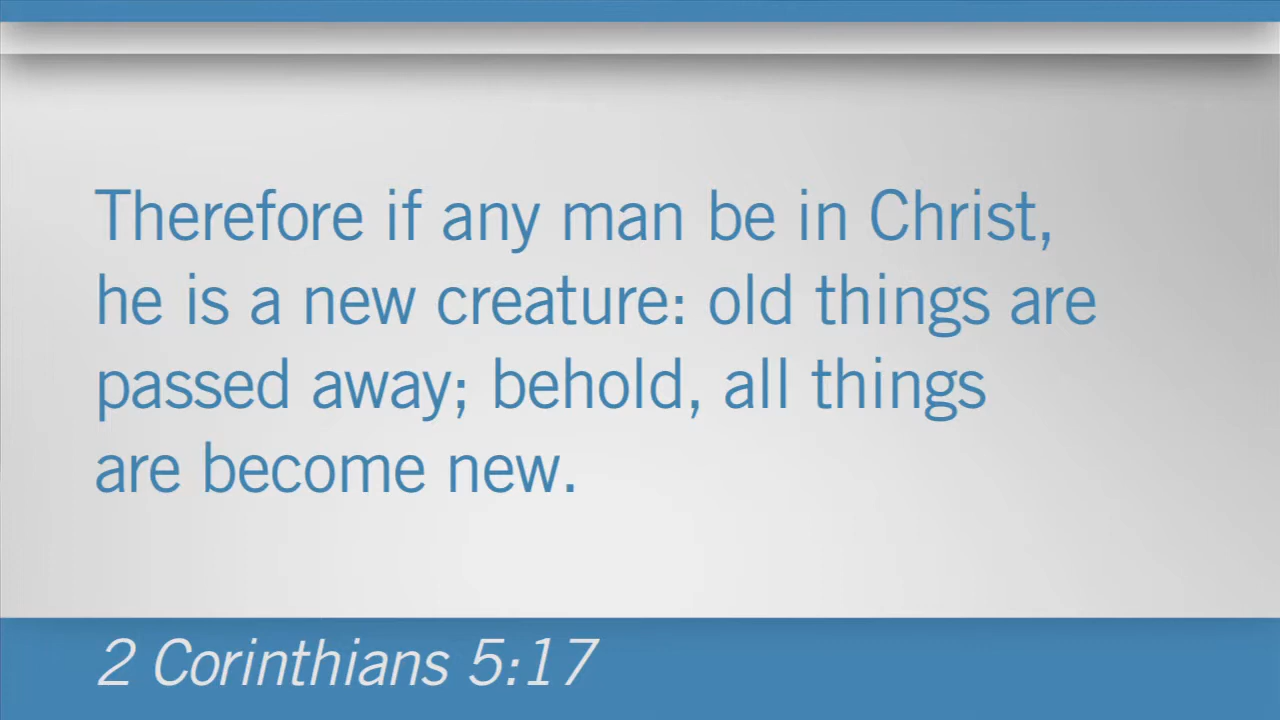 Therefore if any man be in Christ,
he is a new creature: old things are
passed away; behold, all things
are become new.
2 Corinthians 5:17